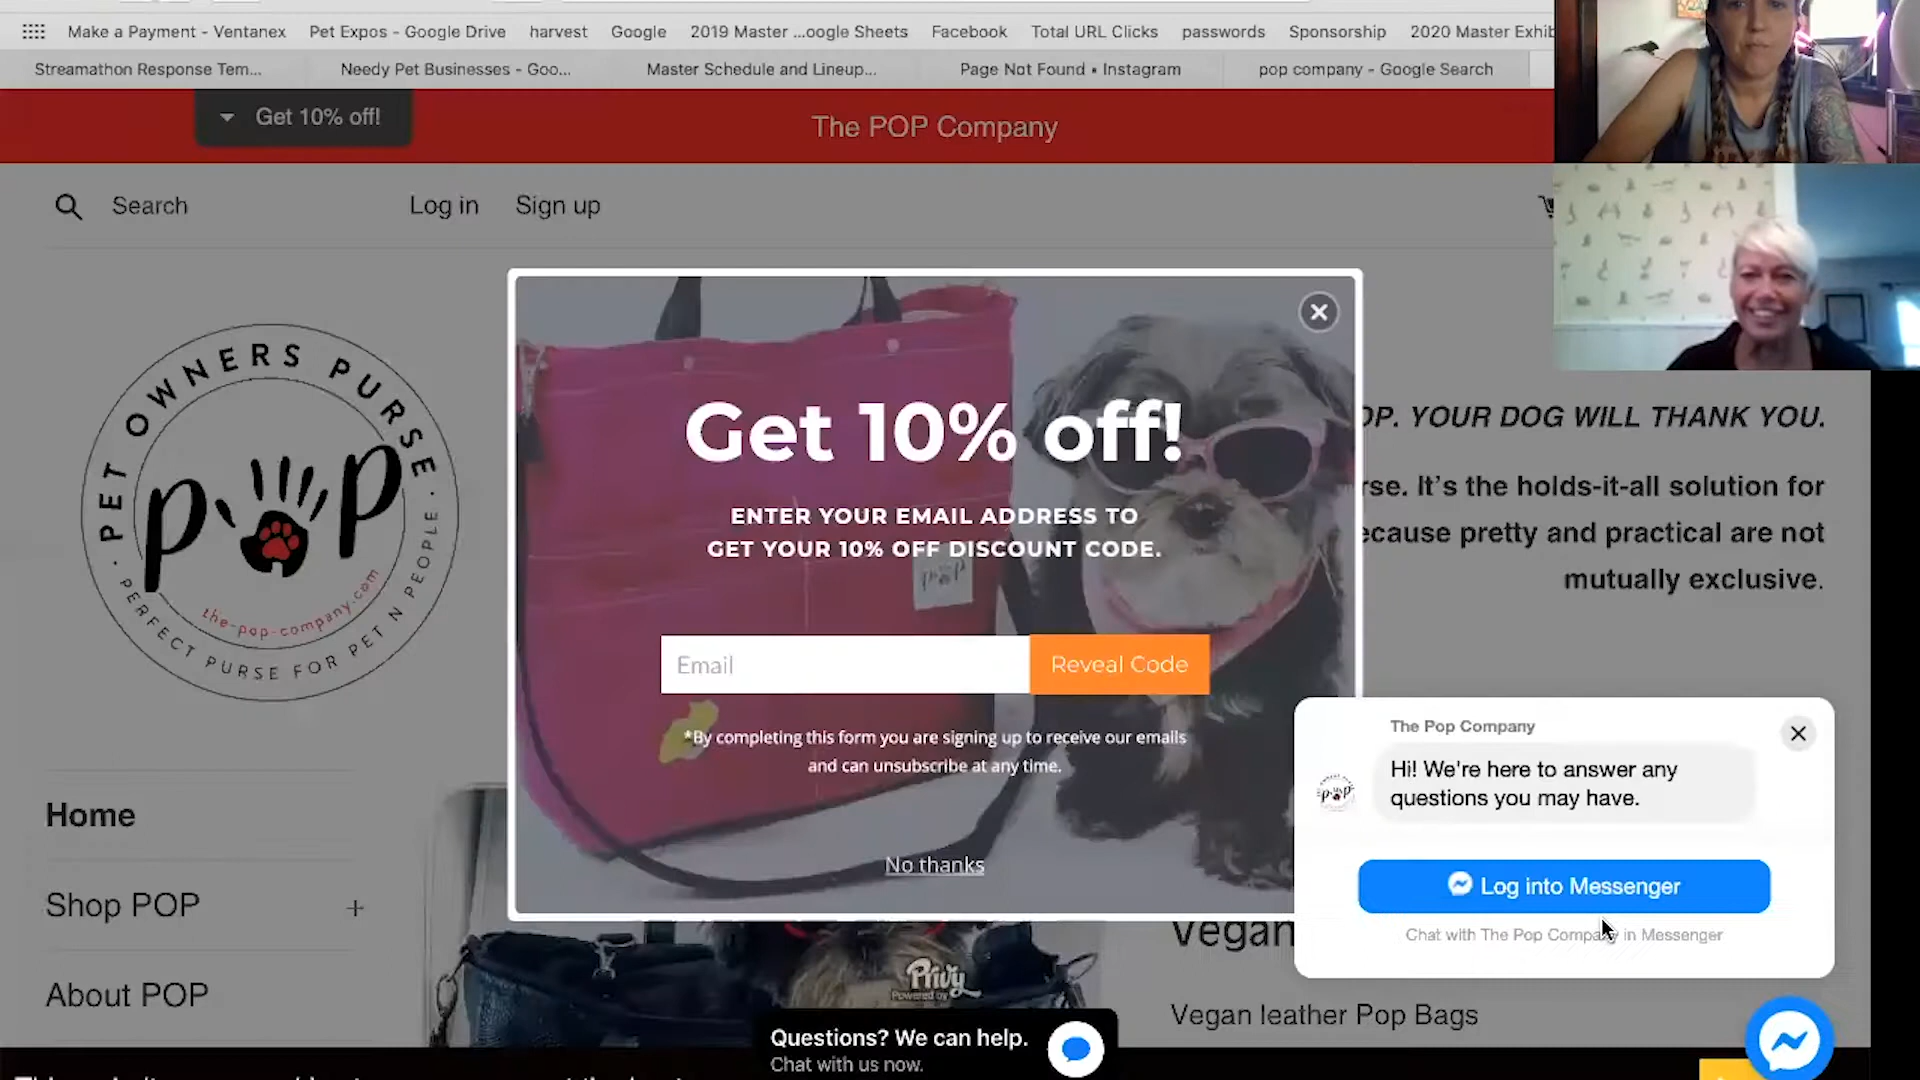 Make a Payment - Ventanex Pet Expos - Google Drive harvest Google 2019 Master ...oogle Sheets Facebook Total URL Clicks passwords Sponsorship 2020 Master Exhib
Streamathon Response Tem... Needy Pet Businesses - Goo... Master Schedule and Lineup... Page Not Found • Instagram pop company - Google Search
Get 10% off!
The POP Company
Search Log in Sign up
PET OWNERS PURSE
pop
the-pop-company.com
PERFECT PURSE FOR PET N PEOPLE
Get 10% off!
ENTER YOUR EMAIL ADDRESS TO
GET YOUR 10% OFF DISCOUNT CODE.
Email Reveal Code
*By completing this form you are signing up to receive our emails
and can unsubscribe at any time.
No thanks
OP. YOUR DOG WILL THANK YOU.
rse. It's the holds-it-all solution for
ecause pretty and practical are not
mutually exclusive.
Home
Shop POP +
About POP
The Pop Company
Hi! We're here to answer any
questions you may have.
Log into Messenger
Chat with The Pop Company in Messenger
Vegan
Vegan leather Pop Bags
Privy
Powered by
Questions? We can help.
Chat with us now.